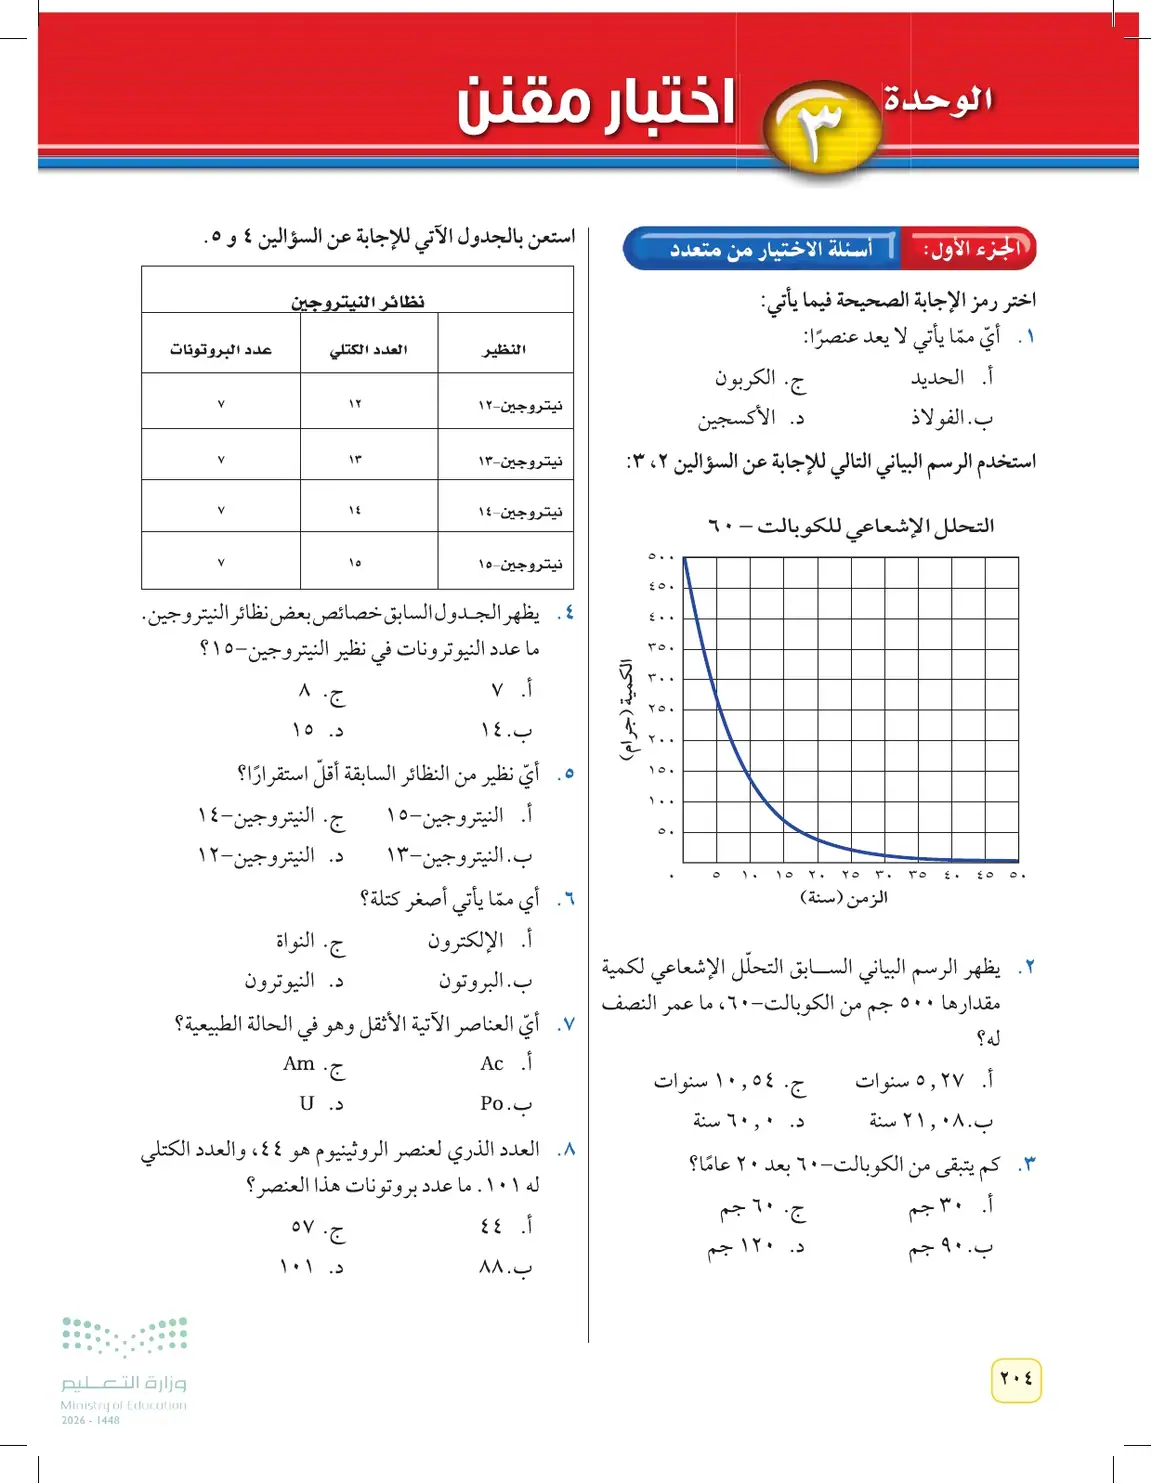 الوحدة ٣ اختبار مقنن
الجزء الأول: أسئلة الاختيار من متعدد
اختر رمز الإجابة الصحيحة فيما يأتي:
١. أيّ ممّا يأتي لا يعد عنصرًا:
أ. الحديد ج. الكربون
ب. الفولاذ د. الأكسجين
استخدم الرسم البياني التالي للإجابة عن السؤالين ٢، ٣:
التحلل الإشعاعي للكوبالت – ٦٠
الكمية (جرام)
٥٠٠
٤٥٠
٤٠٠
٣٥٠
٣٠٠
٢٥٠
٢٠٠
١٥٠
١٠٠
٥٠
٠ ٥ ١٠ ١٥ ٢٠ ٢٥ ٣٠ ٣٥ ٤٠ ٤٥ ٥٠
الزمن (سنة)
٢. يظهر الرسم البياني الســـابق التحلّل الإشعاعي لكمية
مقدارها ٥٠٠ جم من الكوبالت–٦٠، ما عمر النصف
له؟
أ. ٥,٢٧ سنوات ج. ١٠,٥٤ سنوات
ب. ٢١,٠٨ سنة د. ٦٠,٠ سنة
٣. كم يتبقى من الكوبالت–٦٠ بعد ٢٠ عامًا؟
أ. ٣٠ جم ج. ٦٠ جم
ب. ٩٠ جم د. ١٢٠ جم
استعن بالجدول الآتي للإجابة عن السؤالين ٤ و ٥.
نظائر النيتروجين
النظير العدد الكتلي عدد البروتونات
نيتروجين-١٢ ١٢ ٧
نيتروجين-١٣ ١٣ ٧
نيتروجين-١٤ ١٤ ٧
نيتروجين-١٥ ١٥ ٧
٤. يظهر الجـدول السابق خصائص بعض نظائر النيتروجين.
ما عدد النيوترونات في نظير النيتروجين–١٥؟
أ. ٧ ج. ٨
ب. ١٤ د. ١٥
٥. أيّ نظير من النظائر السابقة أقلّ استقرارًا؟
أ. النيتروجين–١٥ ج. النيتروجين–١٤
ب. النيتروجين–١٣ د. النيتروجين–١٢
٦. أي ممّا يأتي أصغر كتلة؟
أ. الإلكترون ج. النواة
ب. البروتون د. النيوترون
٧. أيّ العناصر الآتية الأثقل وهو في الحالة الطبيعية؟
أ. Ac ج. Am
ب. Po د. U
٨. العدد الذري لعنصر الروثينيوم هو ٤٤، والعدد الكتلي
له ١٠١. ما عدد بروتونات هذا العنصر؟
أ. ٤٤ ج. ٥٧
ب. ٨٨ د. ١٠١
وزارة التعـــليم
Ministry of Education
2026 - 1448
٢٠٤